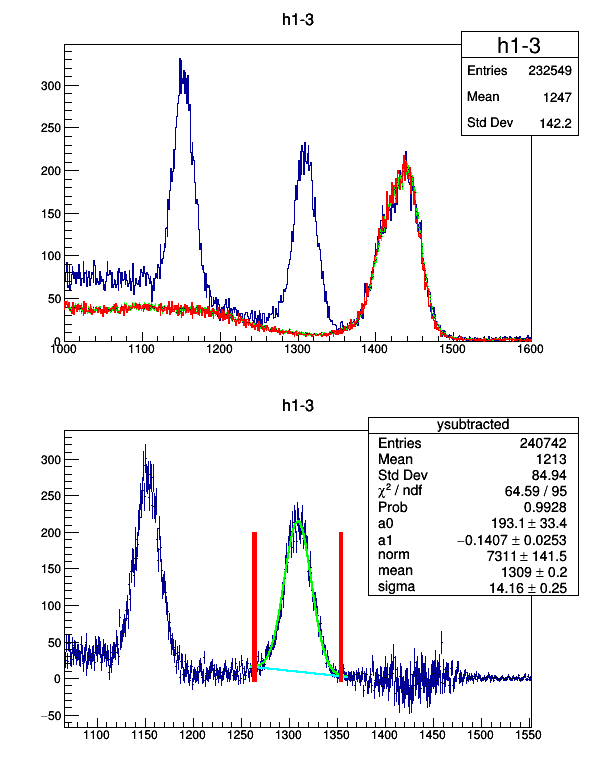 h1-3
h1-3
Entries 232549
Mean 1247
Std Dev 142.2
300
250
200
150
100
50
0
1000 1100 1200 1300 1400 1500 1600
h1-3
ysubtracted
Entries 240742
Mean 1213
Std Dev 84.94
χ² / ndf 64.59 / 95
Prob 0.9928
a0 193.1 ± 33.4
a1 −0.1407 ± 0.0253
norm 7311 ± 141.5
mean 1309 ± 0.2
sigma 14.16 ± 0.25
300
250
200
150
100
50
0
−50
1100 1150 1200 1250 1300 1350 1400 1450 1500 1550